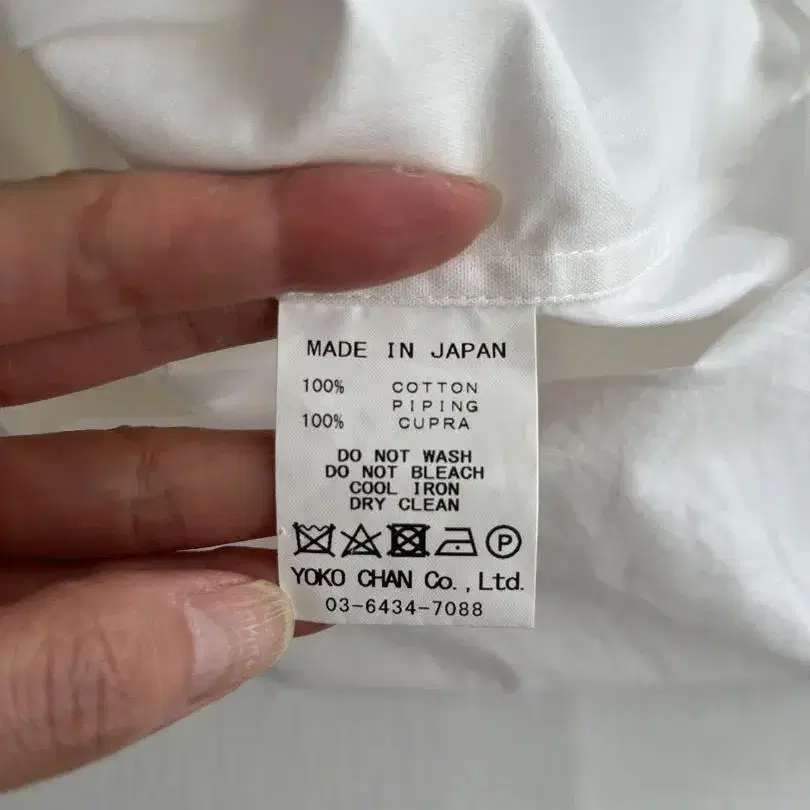 MADE IN JAPAN
100% COTTON
PIPING
100% CUPRA
DO NOT WASH
DO NOT BLEACH
COOL IRON
DRY CLEAN
P
YOKO CHAN Co.,Ltd.
03-6434-7088